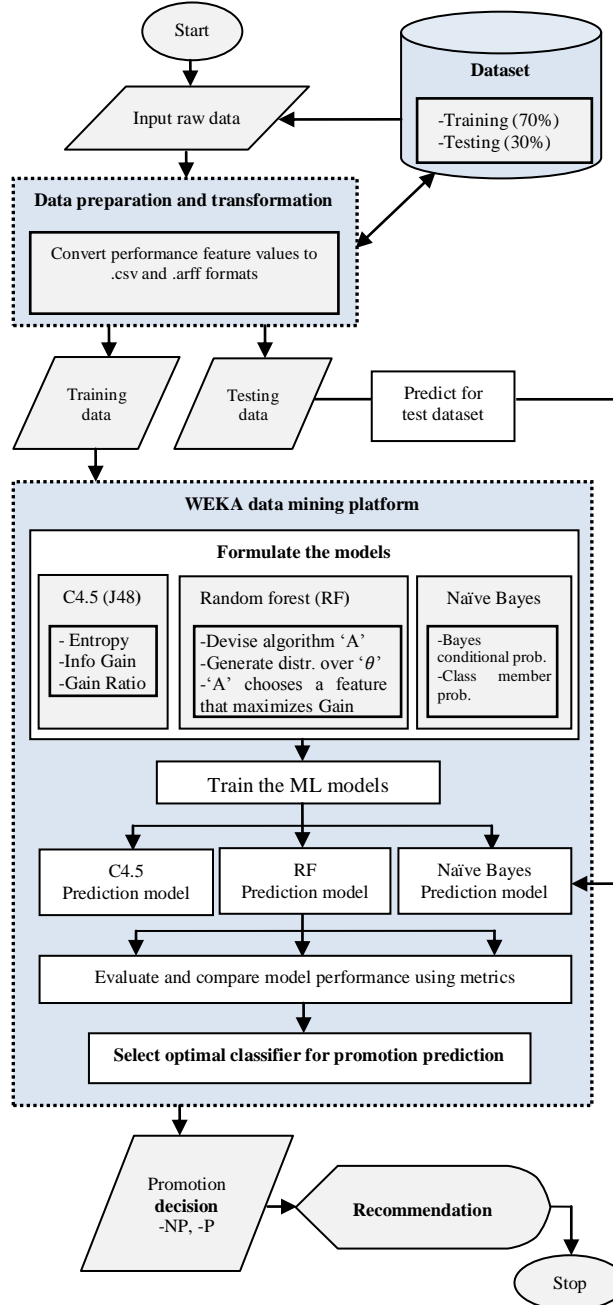 Start
Dataset
-Training (70%)
-Testing (30%)
Input raw data
Data preparation and transformation
Convert performance feature values to
.csv and .arff formats
Training
data
Testing
data
Predict for
test dataset
WEKA data mining platform
Formulate the models
C4.5 (J48)
- Entropy
-Info Gain
-Gain Ratio
Random forest (RF)
-Devise algorithm ‘A’
-Generate distr. over ‘θ’
-‘A’ chooses a feature
that maximizes Gain
Naïve Bayes
-Bayes
conditional prob.
-Class member
prob.
Train the ML models
C4.5
Prediction model
RF
Prediction model
Naïve Bayes
Prediction model
Evaluate and compare model performance using metrics
Select optimal classifier for promotion prediction
Promotion
decision
-NP, -P
Recommendation
Stop